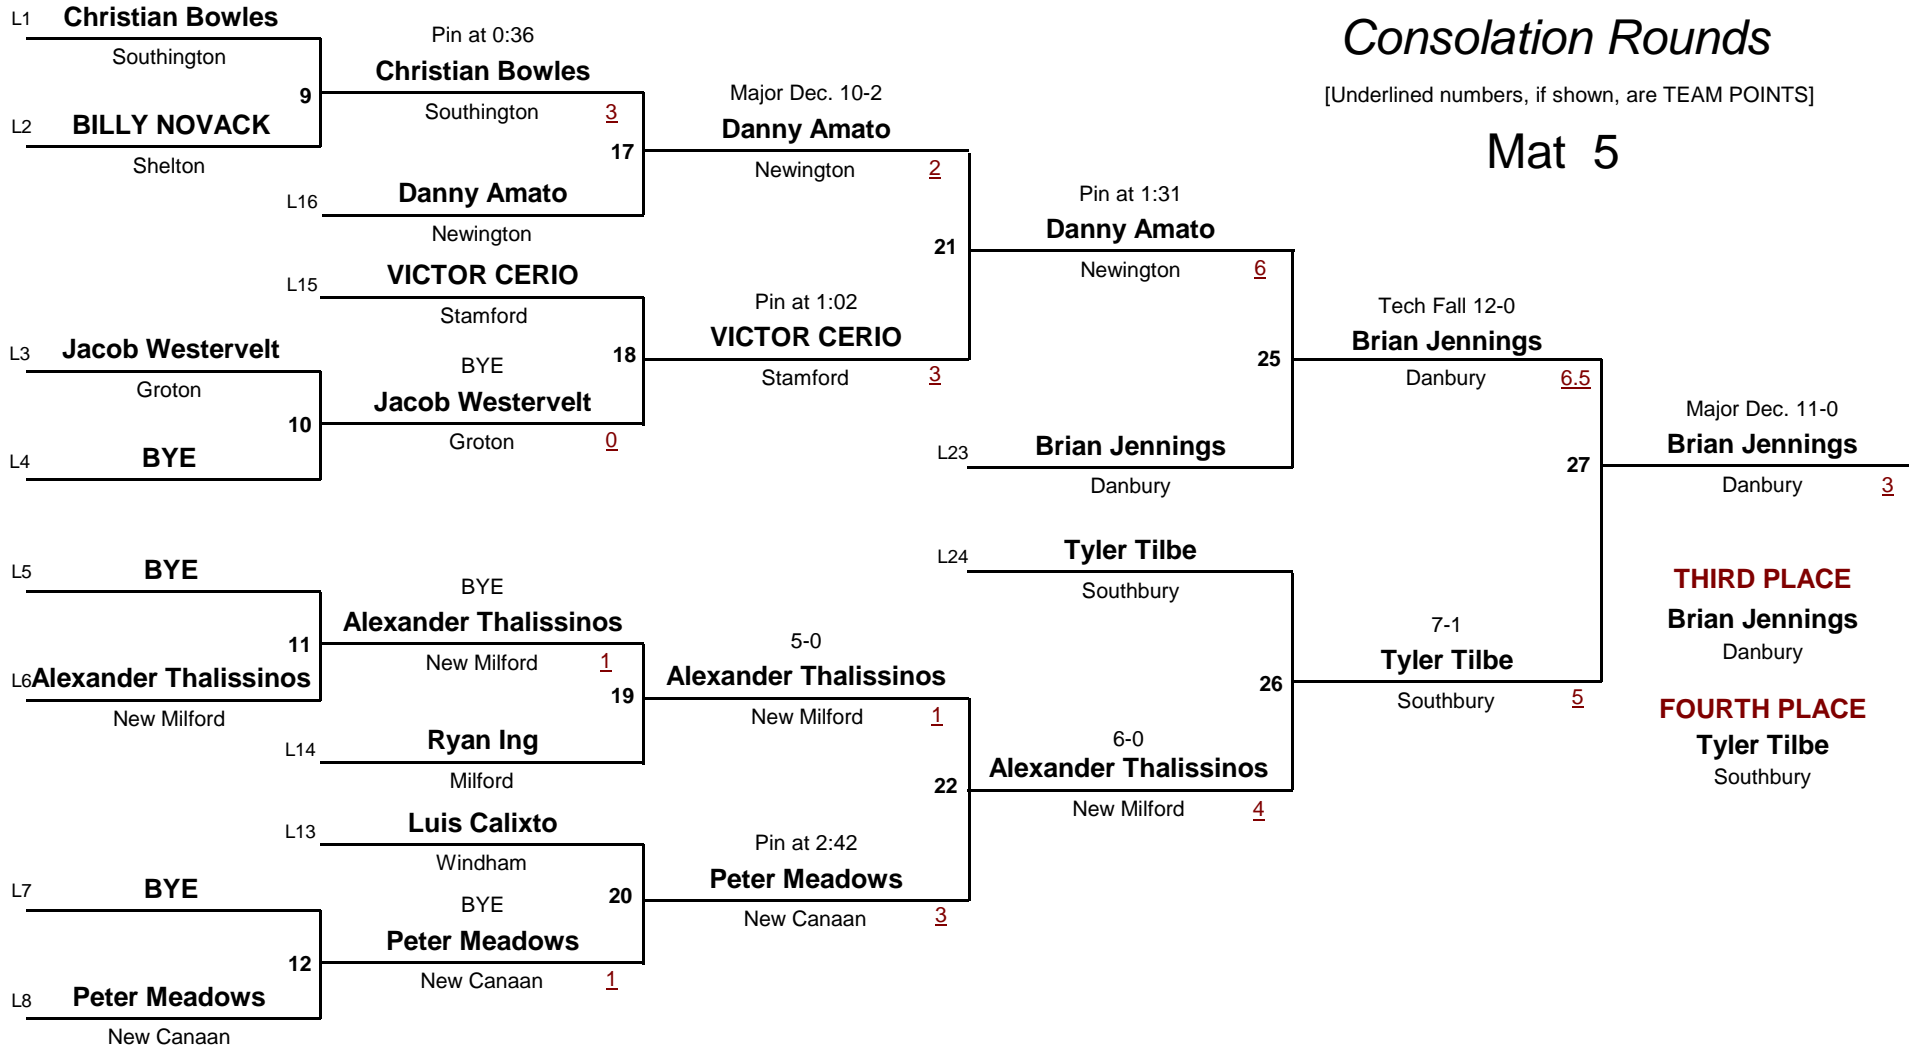 Consolation Rounds
[Underlined numbers, if shown, are TEAM POINTS]
Mat 5
L1 Christian Bowles
Southington
9
L2 BILLY NOVACK
Shelton
Pin at 0:36
Christian Bowles
Southington 3
17
L16 Danny Amato
Newington
L15 VICTOR CERIO
Stamford
18
L3 Jacob Westervelt
Groton
10
L4 BYE
BYE
Jacob Westervelt
Groton 0
Major Dec. 10-2
Danny Amato
Newington 2
21
Pin at 1:02
VICTOR CERIO
Stamford 3
Pin at 1:31
Danny Amato
Newington 6
25
L23 Brian Jennings
Danbury
Tech Fall 12-0
Brian Jennings
Danbury 6.5
27
Major Dec. 11-0
Brian Jennings
Danbury 3
L5 BYE
11
L6 Alexander Thalissinos
New Milford
BYE
Alexander Thalissinos
New Milford 1
19
L14 Ryan Ing
Milford
L13 Luis Calixto
Windham
20
L7 BYE
12
L8 Peter Meadows
New Canaan
BYE
Peter Meadows
New Canaan 1
5-0
Alexander Thalissinos
New Milford 1
22
Pin at 2:42
Peter Meadows
New Canaan 3
L24 Tyler Tilbe
Southbury
26
6-0
Alexander Thalissinos
New Milford 4
7-1
Tyler Tilbe
Southbury 5
THIRD PLACE
Brian Jennings
Danbury
FOURTH PLACE
Tyler Tilbe
Southbury